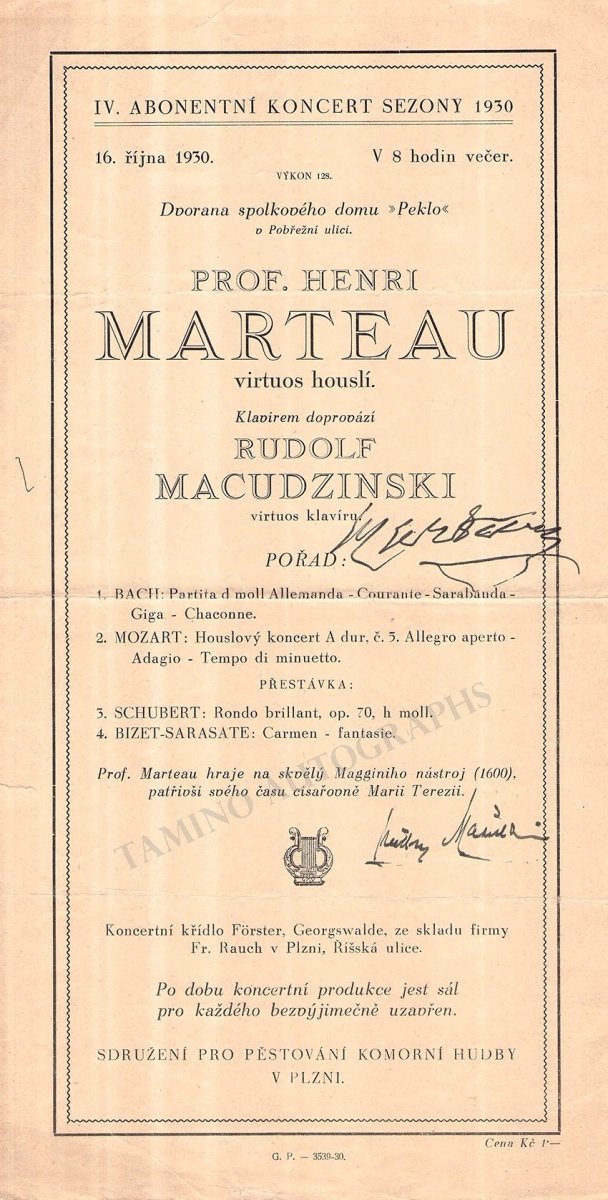 IV. ABONENTNÍ KONCERT SEZONY 1930
16. října 1930. V 8 hodin večer.
VÝKON 128.
Dvorana spolkového domu »Peklo«
v Pobřežní ulici.
PROF. HENRI
MARTEAU
virtuos houslí.
Klavírem doprovází
RUDOLF
MACUDZINSKI
virtuos klavíru.
POŘAD:
1. BACH: Partita d moll Allemanda - Courante - Sarabanda -
Giga - Chaconne.
2. MOZART: Houslový koncert A dur, č. 5. Allegro aperto -
Adagio - Tempo di minuetto.
PŘESTÁVKA:
3. SCHUBERT: Rondo brillant, op. 70, h moll.
4. BIZET-SARASATE: Carmen - fantasie.
TAMINO AUTOGRAPHS
Prof. Marteau hraje na skvělý Magginiho nástroj (1600),
patřivší svého času císařovně Marii Terezii.
Koncertní křídlo Förster, Georgswalde, ze skladu firmy
Fr. Rauch v Plzni, Říšská ulice.
Po dobu koncertní produkce jest sál
pro každého bezvýjimečně uzavřen.
SDRUŽENÍ PRO PĚSTOVÁNÍ KOMORNÍ HUDBY
V PLZNI.
Cena Kč 1·—
G. P. — 3539-30.